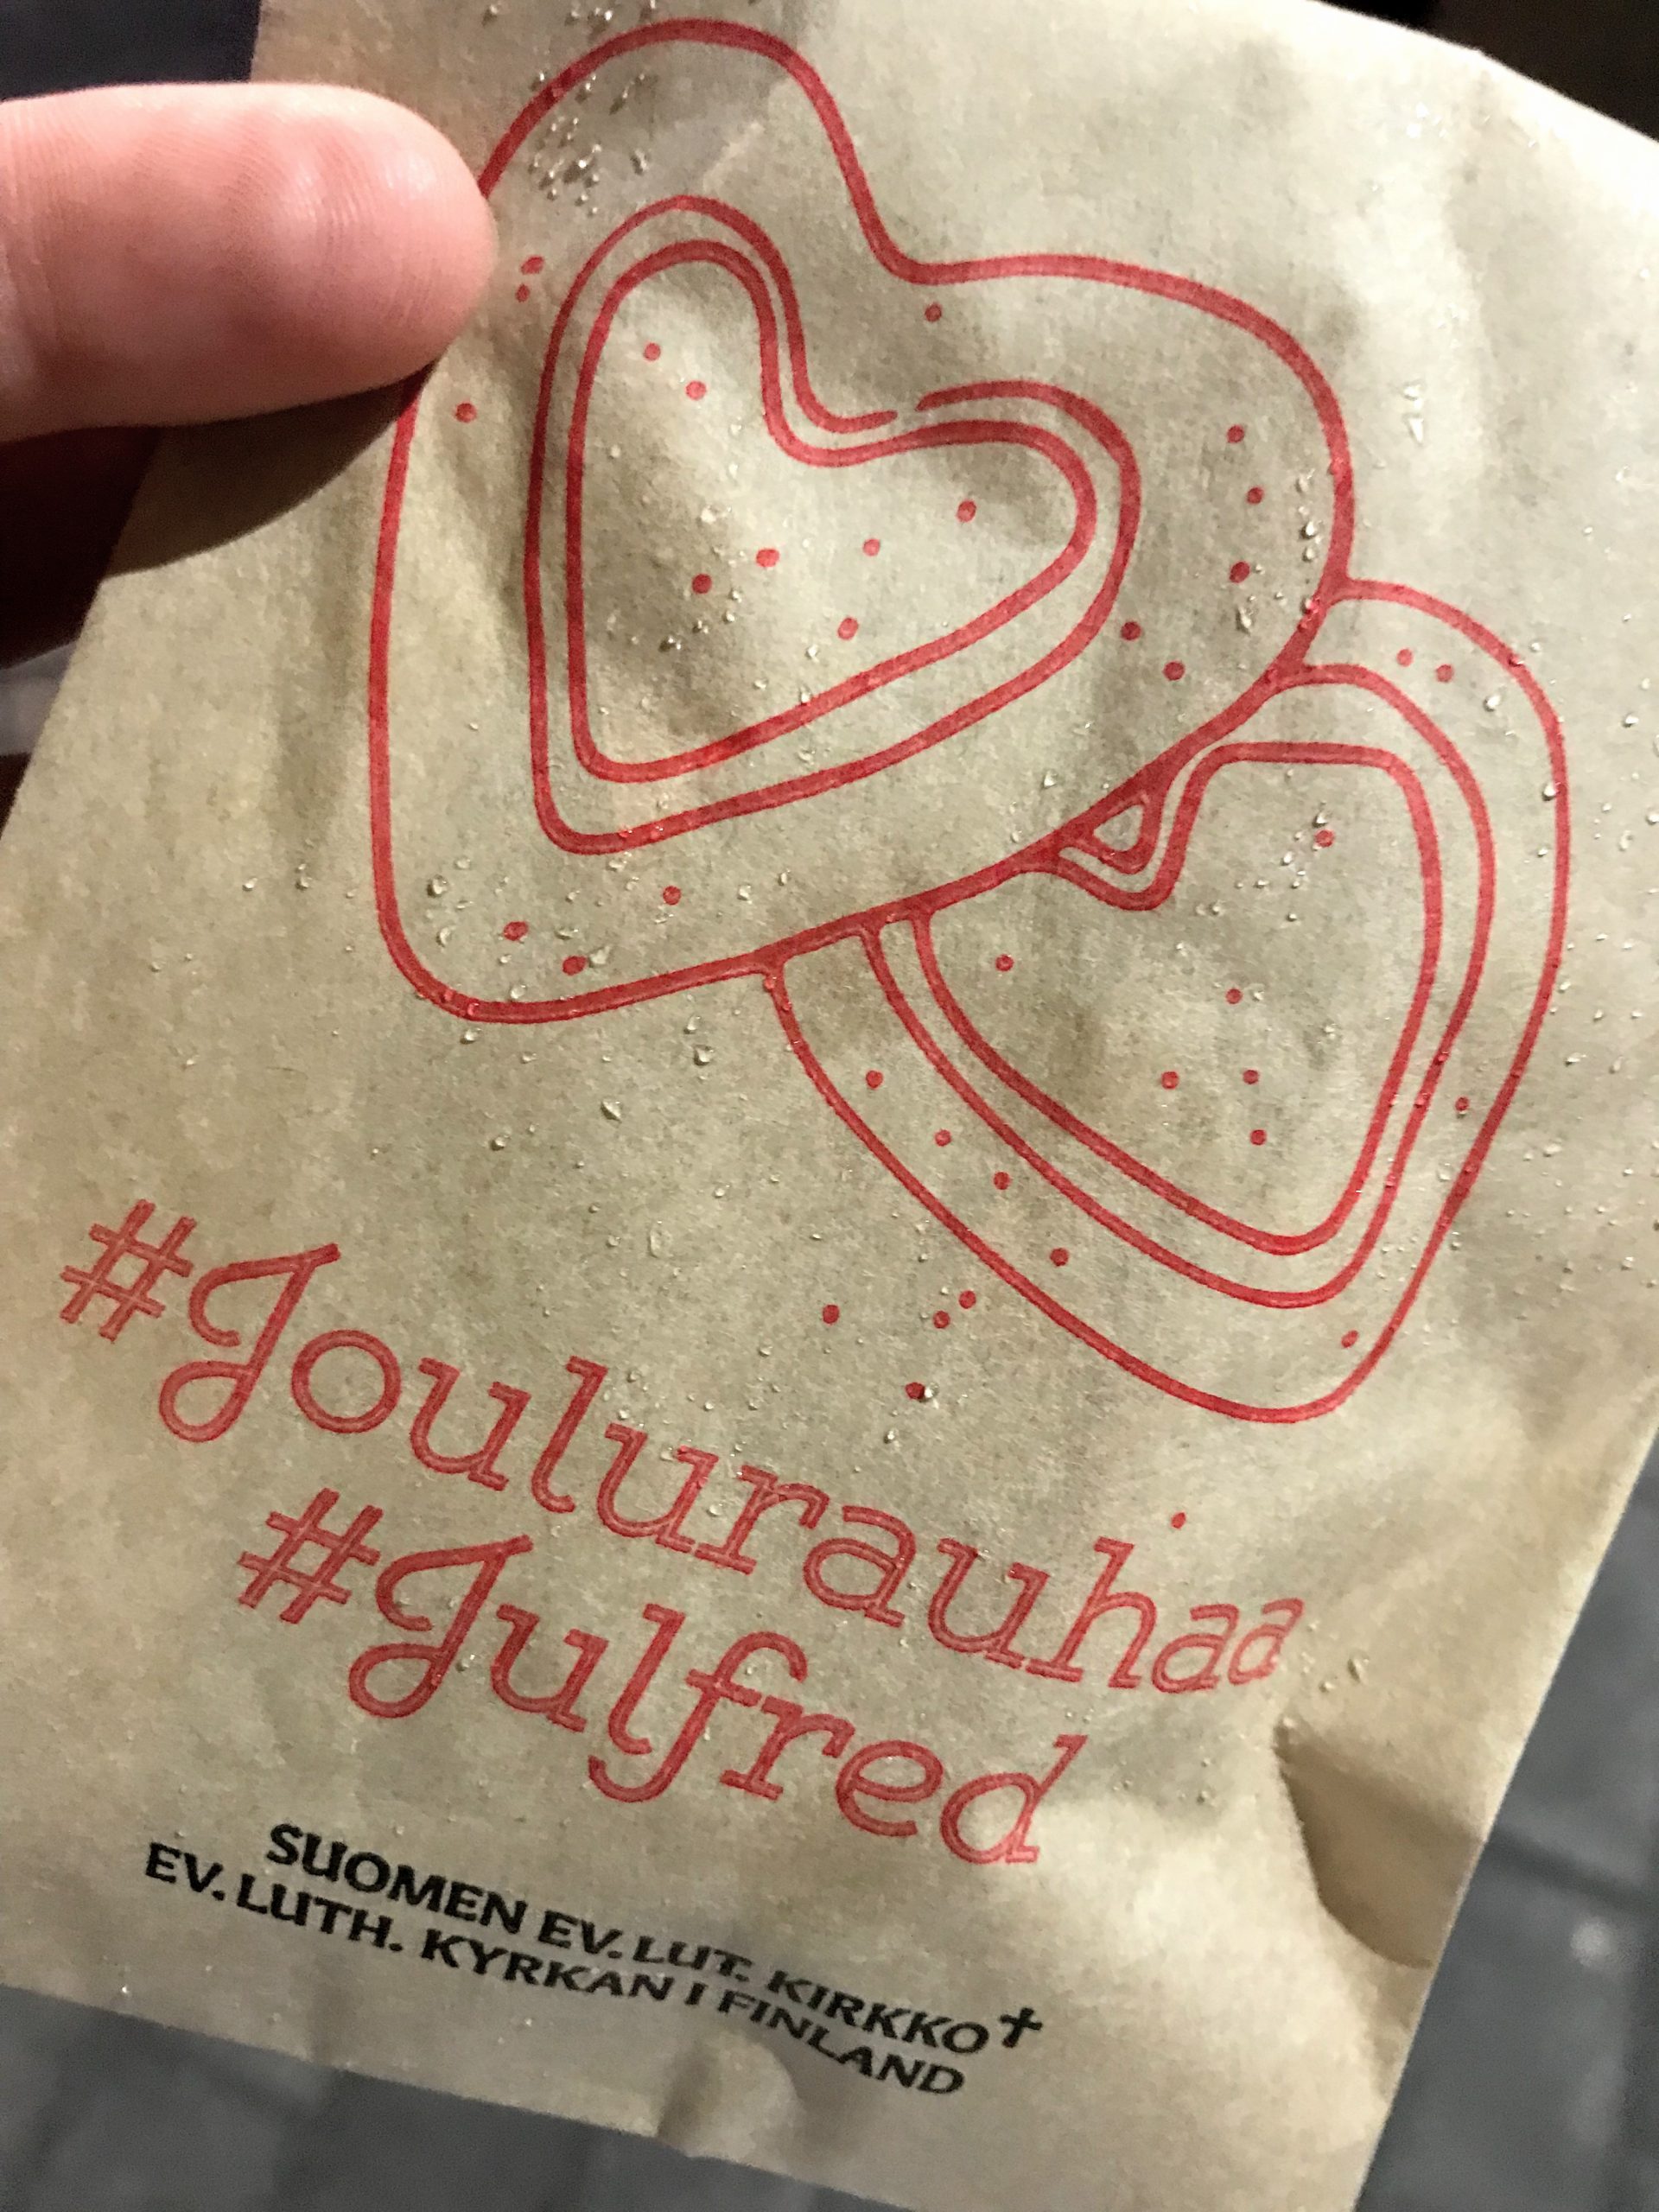 #Joulurauhaa
#Julfred
SUOMEN EV.LUT. KIRKKO
EV.LUTH. KYRKAN I FINLAND